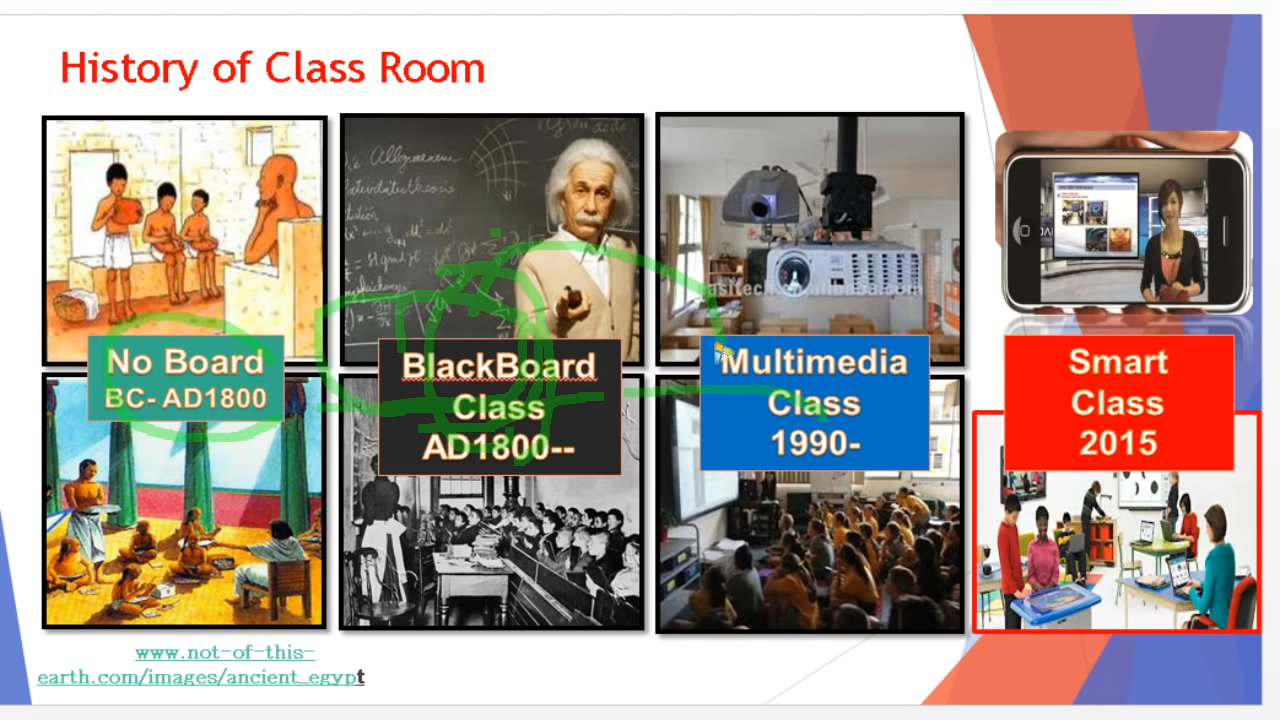 History of Class Room
No Board
BC- AD1800
BlackBoard
Class
AD1800--
Multimedia
Class
1990-
Smart
Class
2015
Allgemeinen
www.not-of-this-
earth.com/images/ancient_egypt